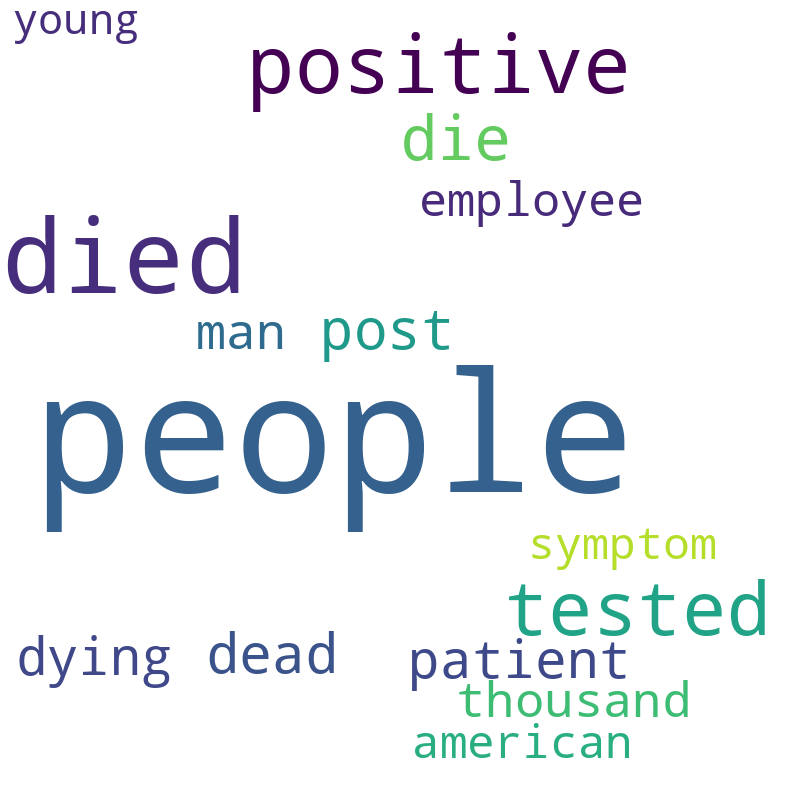 young
positive
die
employee
died
man post
people
symptom
tested
dying dead patient
thousand
american